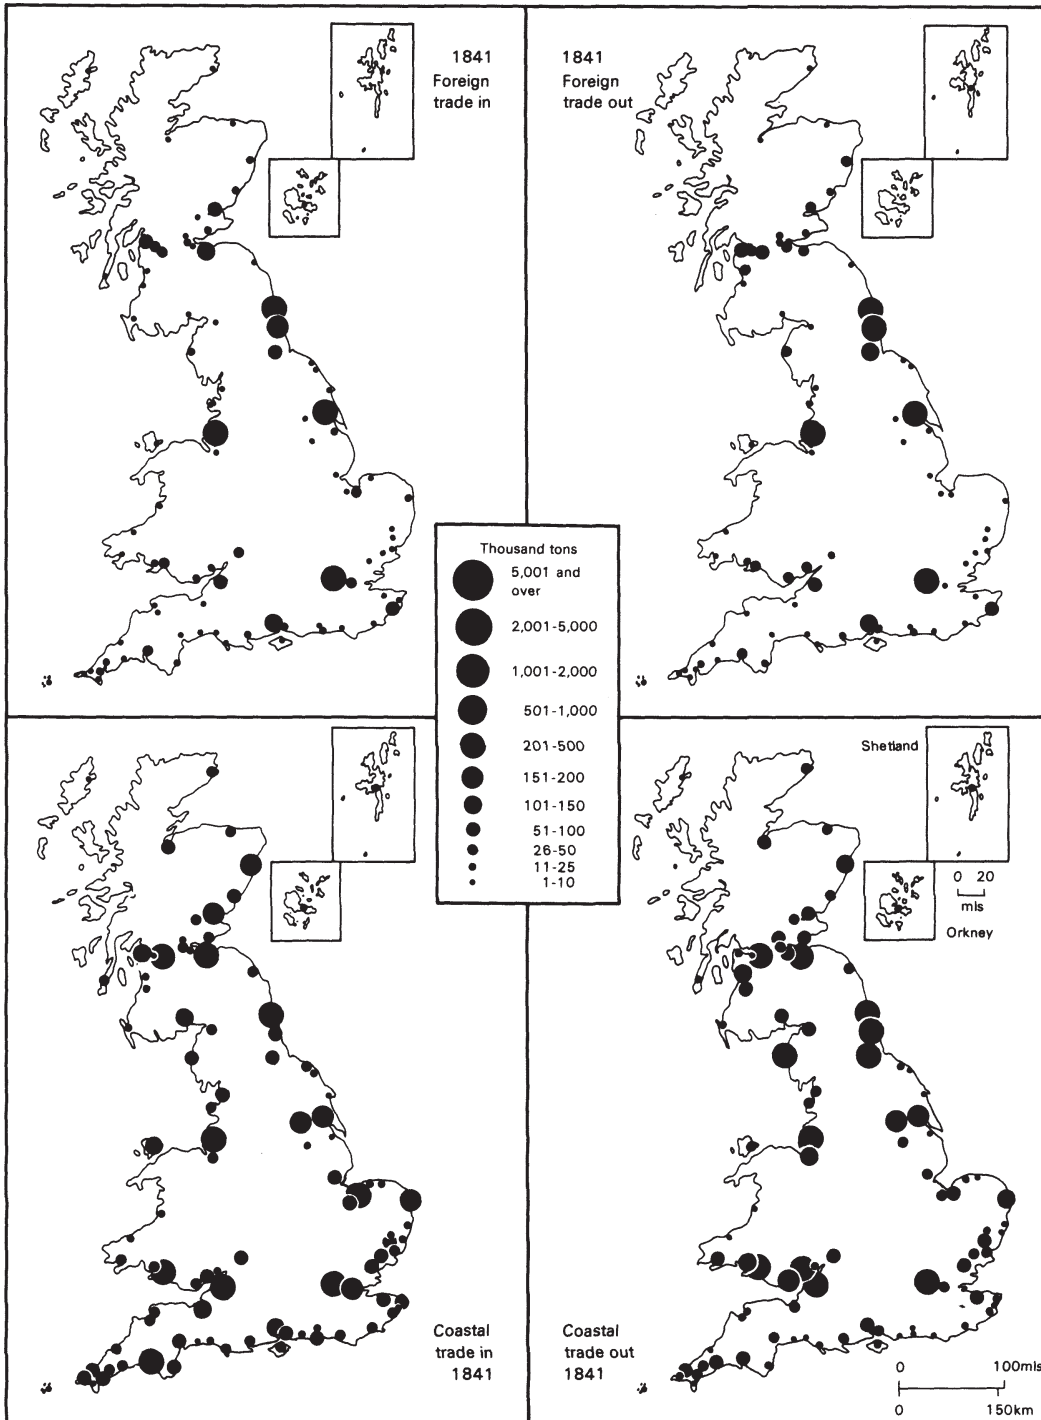 1841
Foreign
trade in
1841
Foreign
trade out
Thousand tons
5,001 and
over
2,001-5,000
1,001-2,000
501-1,000
201-500
151-200
101-150
51-100
26-50
11-25
1-10
Coastal
trade in
1841
Shetland
0 20
mls
Orkney
Coastal
trade out
1841
0 100mls
0 150km